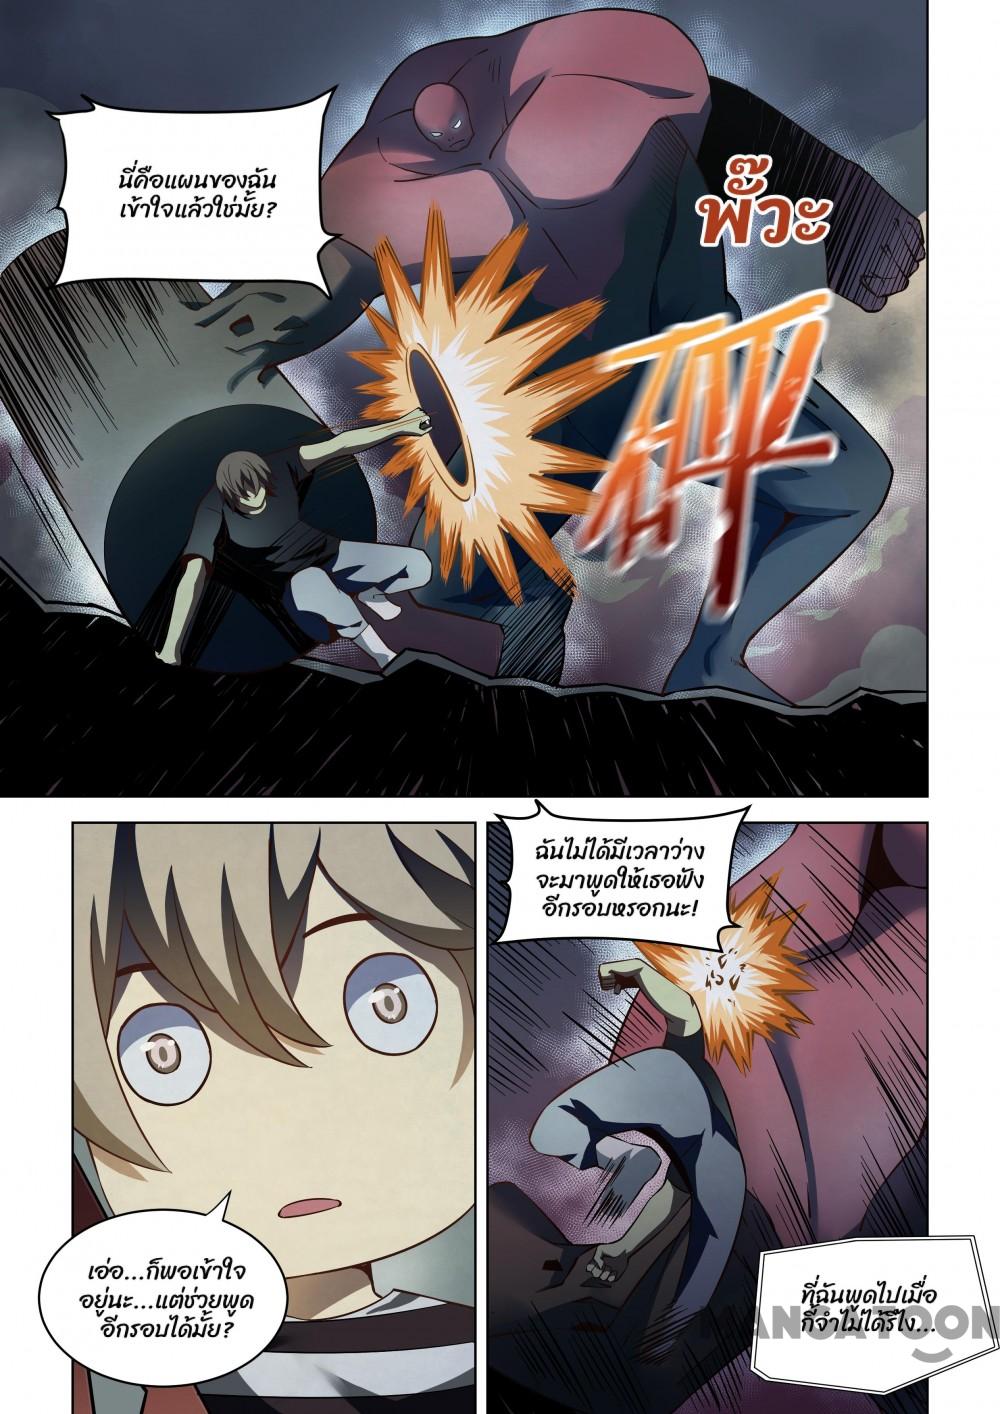 นี่คือแผนของฉัน
เข้าใจแล้วใช่มั้ย?
พั๊วะ
ฉันไม่ได้มีเวลาว่าง
จะมาพูดให้เธอฟัง
อีกรอบหรอกนะ!
เอ่อ...ก็พอเข้าใจ
อยู่นะ...แต่ช่วยพูด
อีกรอบได้มั้ย?
ที่ฉันพูดไปเมื่อ
กี้จำไม่ได้รึไง...
MANGATOON